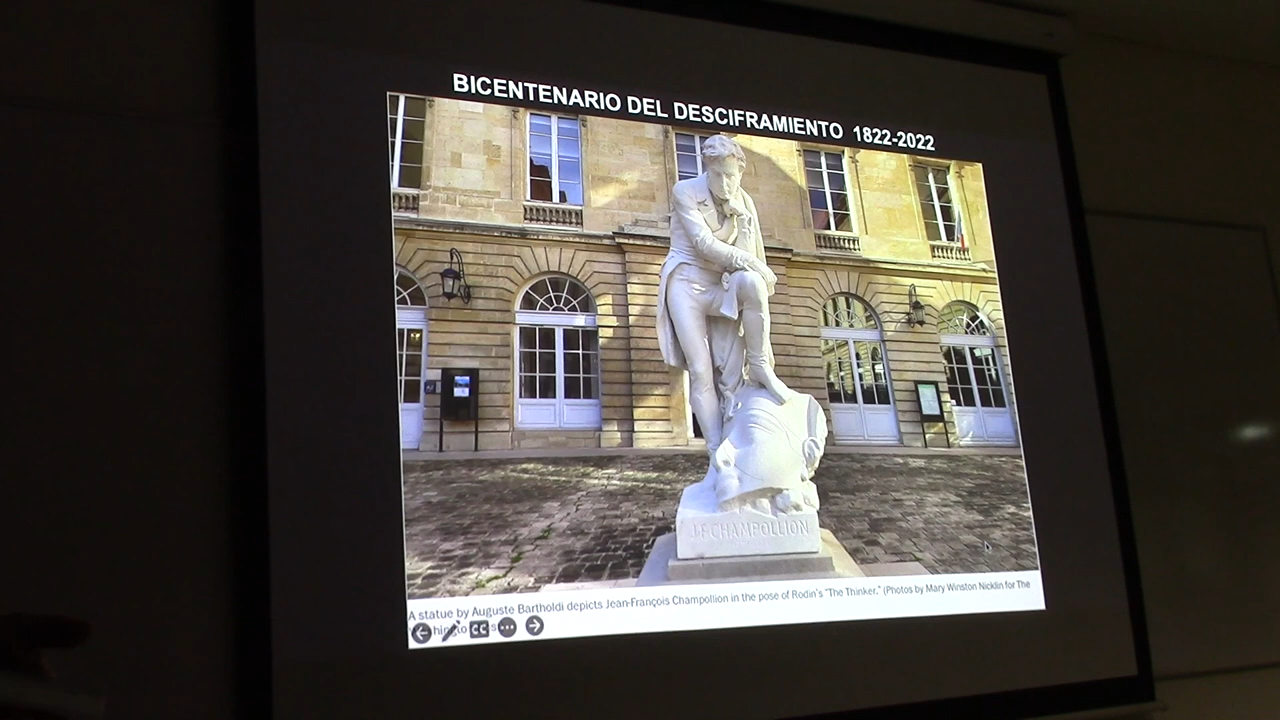 BICENTENARIO DEL DESCIFRAMIENTO 1822-2022
J-F CHAMPOLLION
A statue by Auguste Bartholdi depicts Jean-François Champollion in the pose of Rodin's "The Thinker." (Photos by Mary Winston Nicklin for The
CC